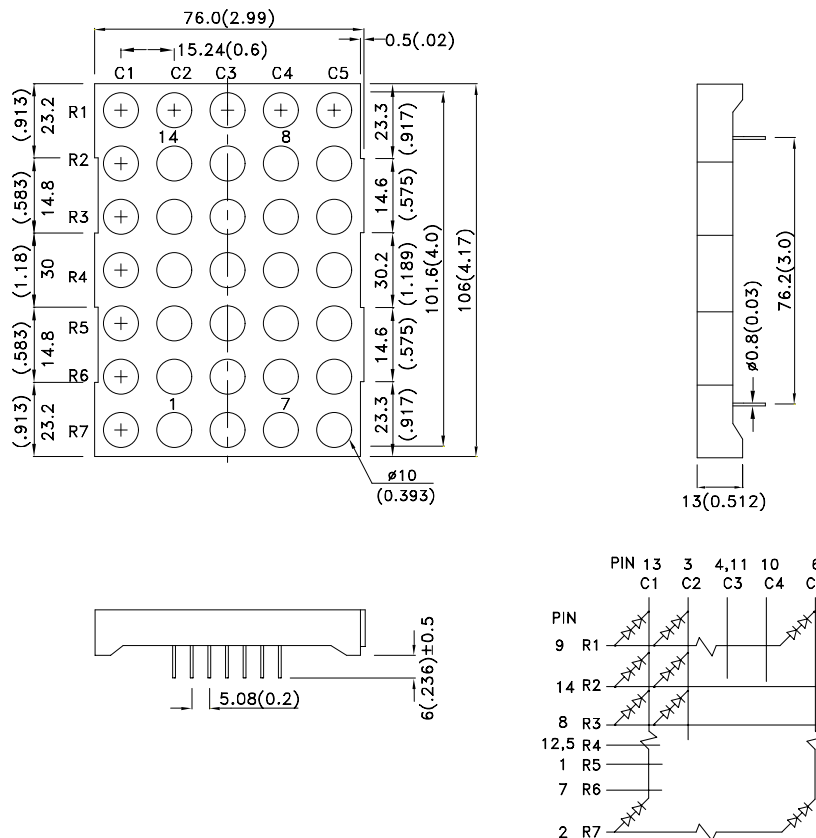 76.0(2.99)
15.24(0.6)
0.5(.02)
C1 C2 C3 C4 C5
R1
R2
R3
R4
R5
R6
R7
14 8
1 7
23.2
(.913)
14.8
(.583)
30
(1.18)
14.8
(.583)
23.2
(.913)
23.3
(.917)
14.6
(.575)
30.2
(1.189)
14.6
(.575)
23.3
(.917)
101.6(4.0)
106(4.17)
ø10
(0.393)
76.2(3.0)
ø0.8(0.03)
13(0.512)
5.08(0.2)
6(.236)±0.5
PIN 13 3 4,11 10 6
C1 C2 C3 C4 C
PIN
9 R1
14 R2
8 R3
12,5 R4
1 R5
7 R6
2 R7